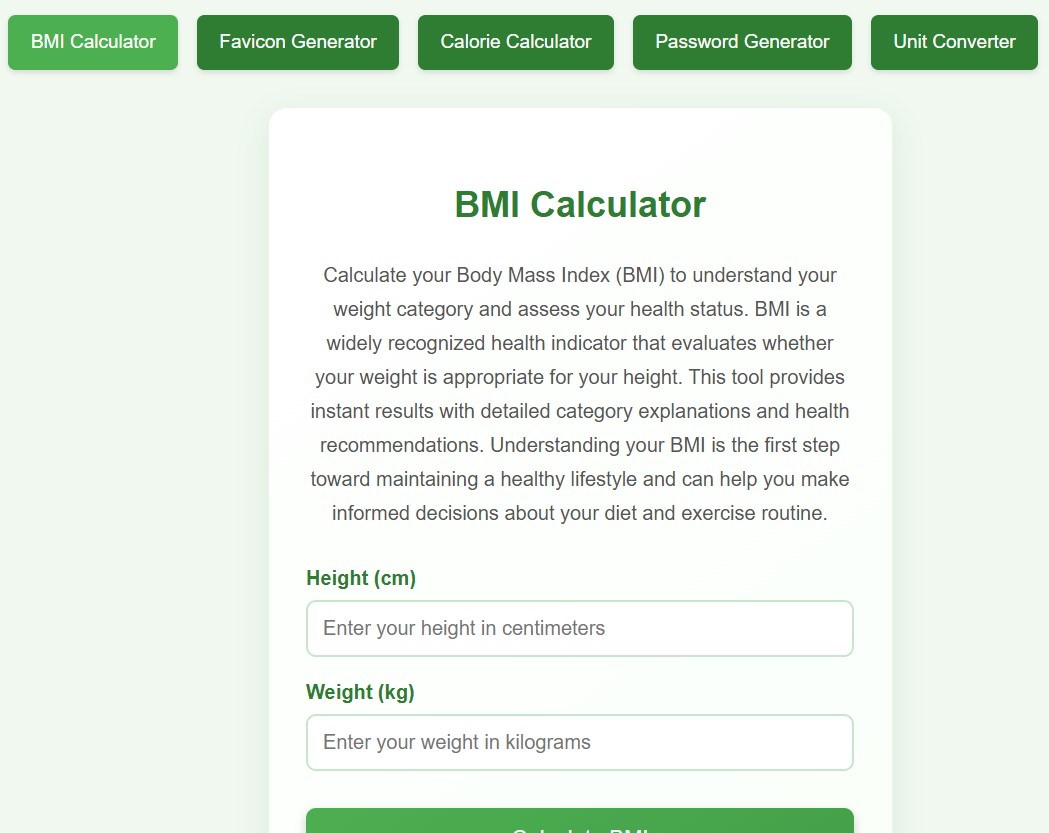 BMI Calculator
Favicon Generator
Calorie Calculator
Password Generator
Unit Converter
BMI Calculator
Calculate your Body Mass Index (BMI) to understand your
weight category and assess your health status. BMI is a
widely recognized health indicator that evaluates whether
your weight is appropriate for your height. This tool provides
instant results with detailed category explanations and health
recommendations. Understanding your BMI is the first step
toward maintaining a healthy lifestyle and can help you make
informed decisions about your diet and exercise routine.
Height (cm)
Enter your height in centimeters
Weight (kg)
Enter your weight in kilograms
Calculate BMI